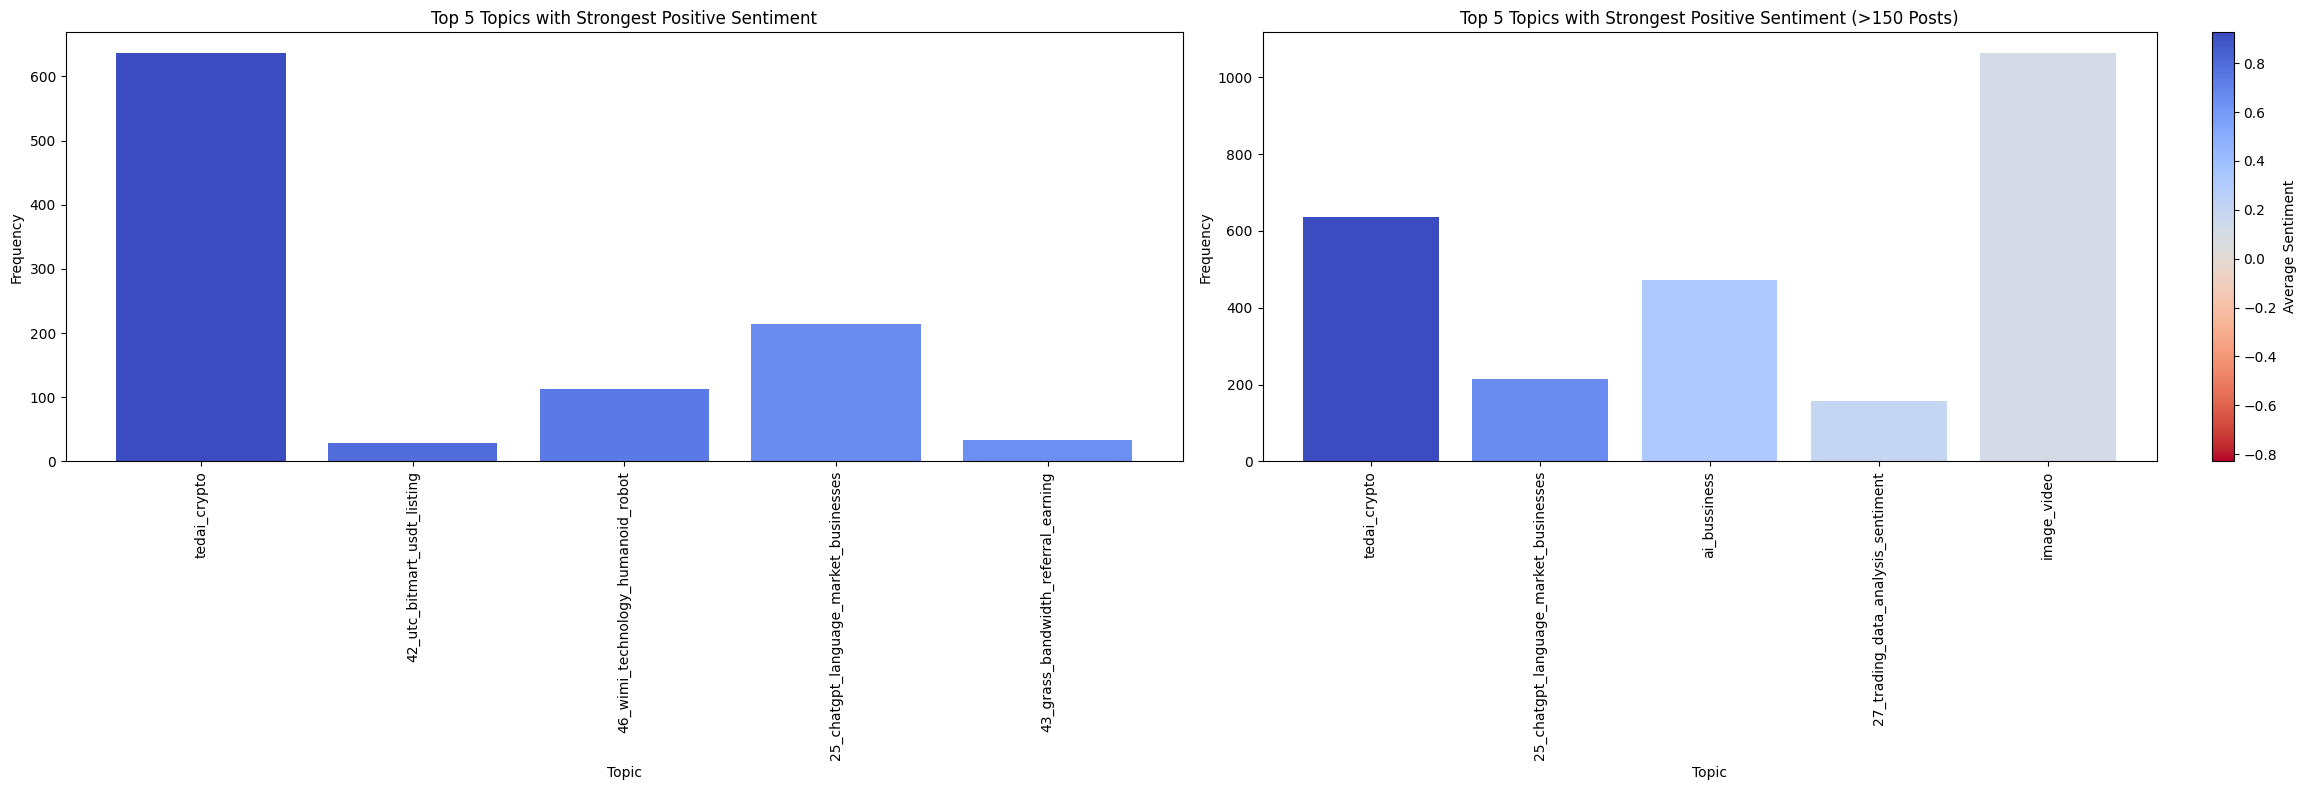 Top 5 Topics with Strongest Positive Sentiment
Frequency
600
500
400
300
200
100
0
tedai_crypto
42_utc_bitmart_usdt_listing
46_wimi_technology_humanoid_robot
25_chatgpt_language_market_businesses
43_grass_bandwidth_referral_earning
Topic
Top 5 Topics with Strongest Positive Sentiment (>150 Posts)
Frequency
1000
800
600
400
200
0
tedai_crypto
25_chatgpt_language_market_businesses
ai_bussiness
27_trading_data_analysis_sentiment
image_video
Topic
0.8
0.6
0.4
0.2
0.0
−0.2
−0.4
−0.6
−0.8
Average Sentiment